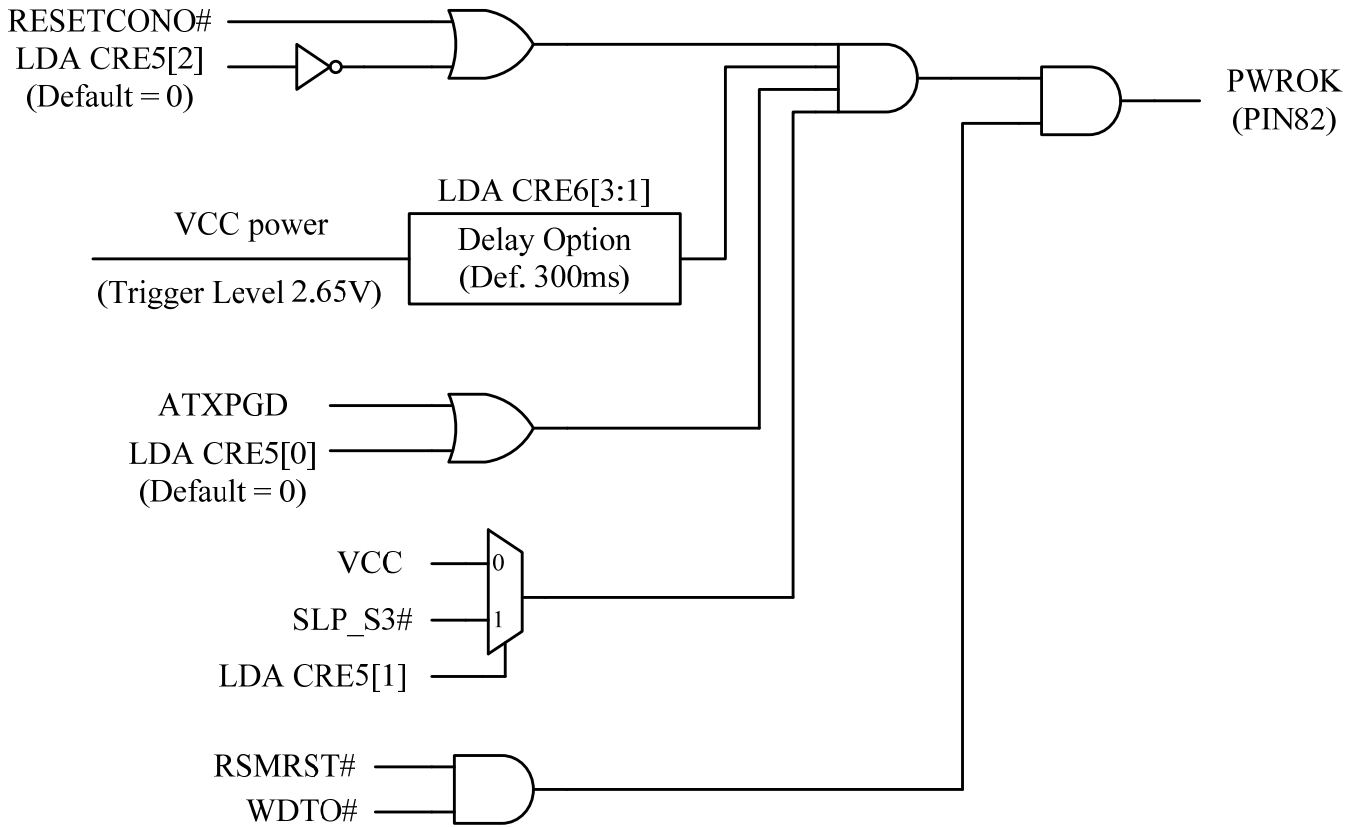 RESETCONO#
LDA CRE5[2]
(Default = 0)
PWROK
(PIN82)
LDA CRE6[3:1]
VCC power
Delay Option
(Def. 300ms)
(Trigger Level 2.65V)
ATXPGD
LDA CRE5[0]
(Default = 0)
VCC
0
SLP_S3#
1
LDA CRE5[1]
RSMRST#
WDTO#